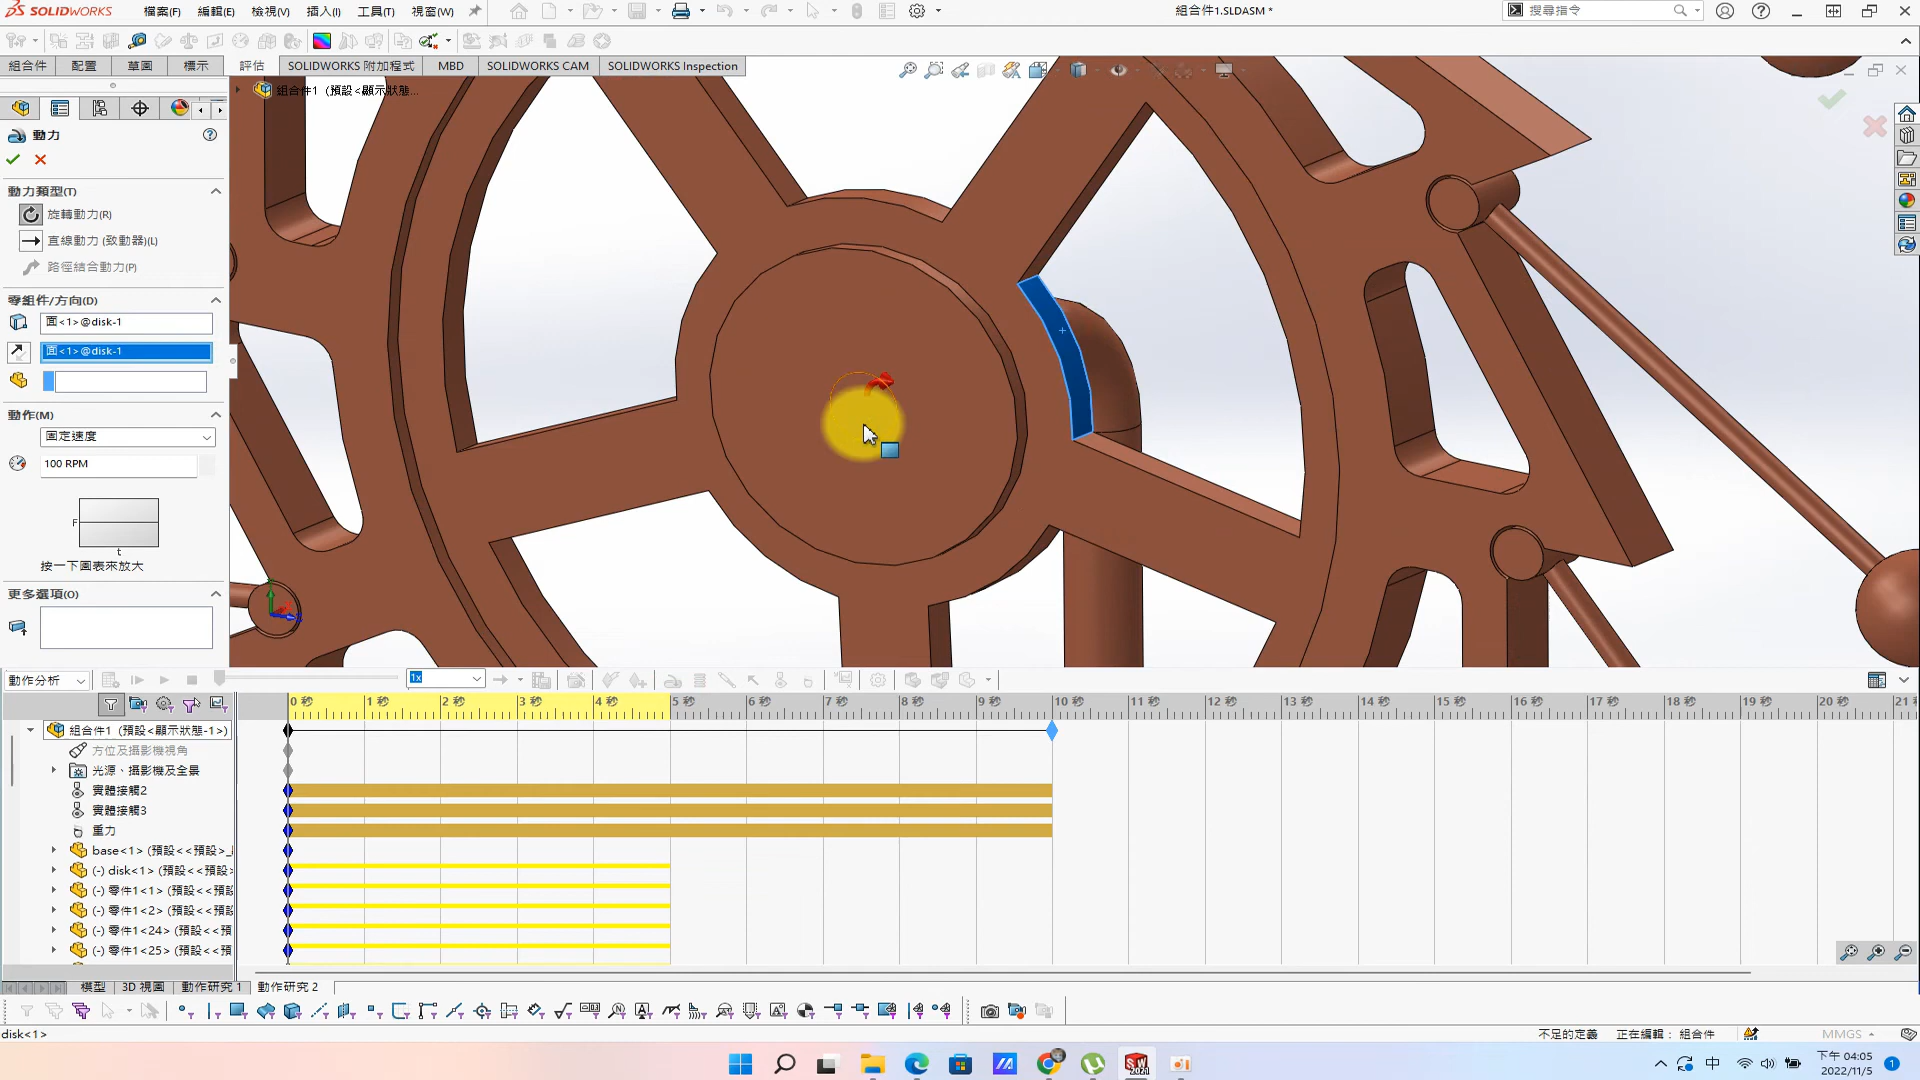 SOLIDWORKS 檔案(F) 編輯(E) 檢視(V) 插入(I) 工具(T) 視窗(W) 組合件1.SLDASM * 搜尋指令
組合件 配置 草圖 標示 評估 SOLIDWORKS 附加程式 MBD SOLIDWORKS CAM SOLIDWORKS Inspection
組合件1 (預設<顯示狀態...
動力
動力類型(T)
旋轉動力(R)
直線動力 (致動器)(L)
路徑結合動力(P)
零組件/方向(D)
面<1>@disk-1
面<1>@disk-1
動作(M)
固定速度
100 RPM
F
t
按一下圖表來放大
更多選項(O)
動作分析 1x
0 秒 1 秒 2 秒 3 秒 4 秒 5 秒 6 秒 7 秒 8 秒 9 秒 10 秒 11 秒 12 秒 13 秒 14 秒 15 秒 16 秒 17 秒 18 秒 19 秒 20 秒 21
組合件1 (預設<顯示狀態-1>)
方位及攝影機視角
光源、攝影機及全景
實體接觸2
實體接觸3
重力
base<1> (預設<<預設>_
(-) disk<1> (預設<<預設>
(-) 零件1<1> (預設<<預設
(-) 零件1<2> (預設<<預設
(-) 零件1<24> (預設<<預
(-) 零件1<25> (預設<<預
模型 3D 視圖 動作研究 1 動作研究 2
disk<1> 不足的定義 正在編輯： 組合件 MMGS
中 下午 04:05
2022/11/5 1